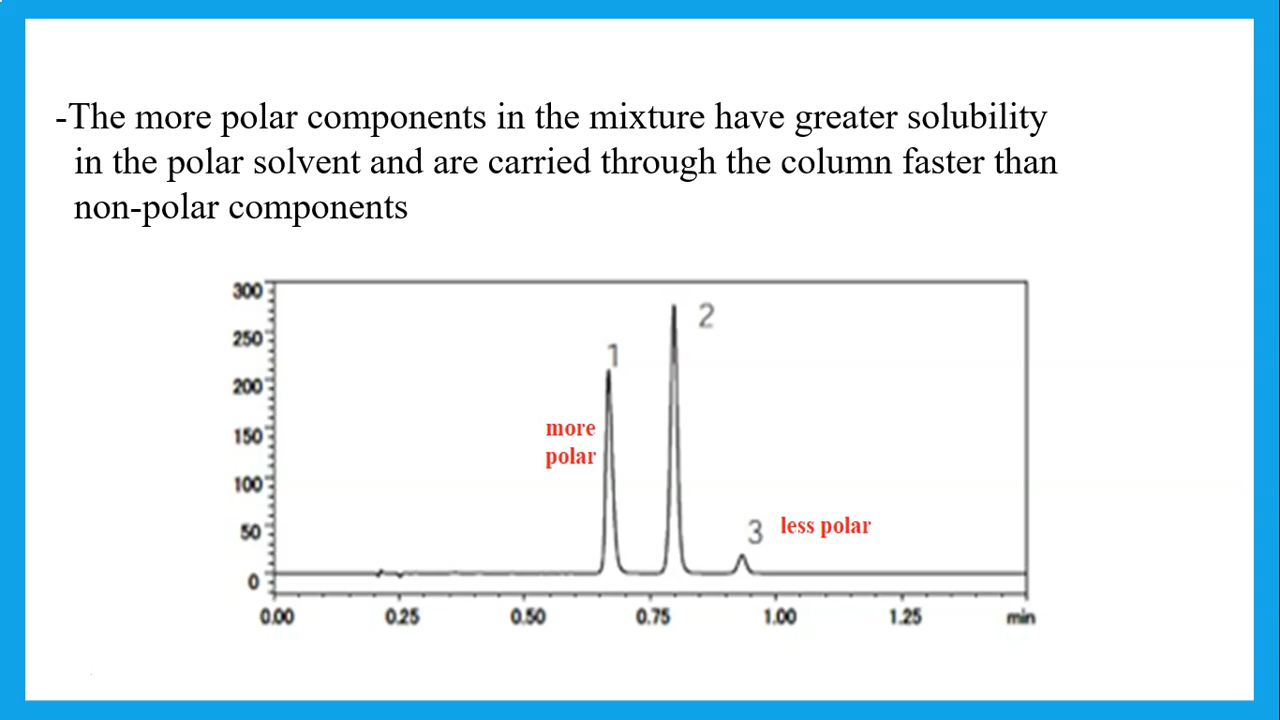 -The more polar components in the mixture have greater solubility
in the polar solvent and are carried through the column faster than
non-polar components
300
250
200
150
100
50
0
1
2
more
polar
3 less polar
0.00 0.25 0.50 0.75 1.00 1.25 min